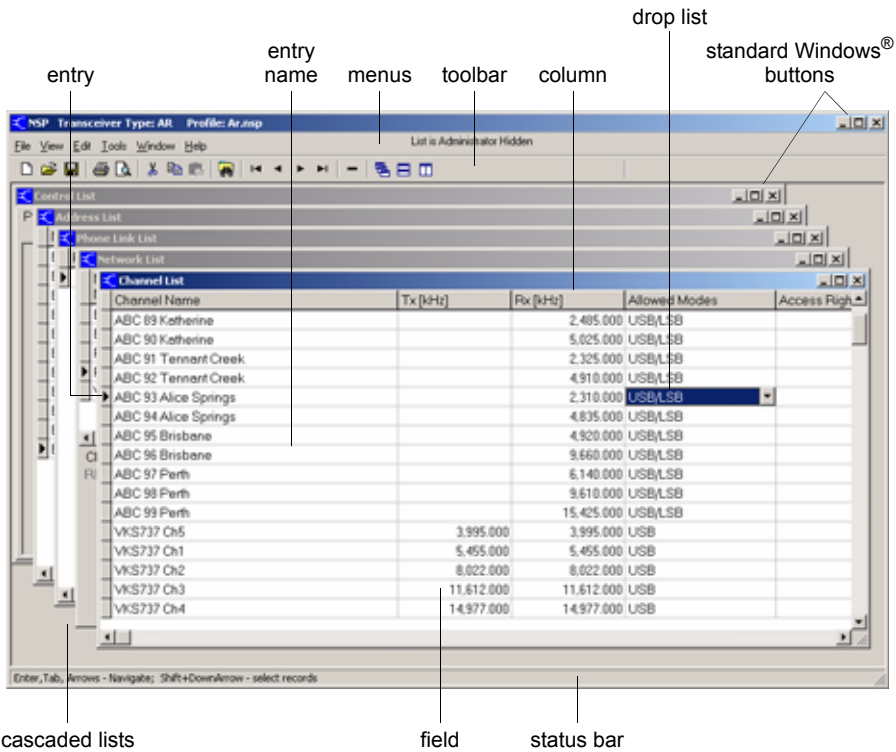 drop list
entry
entry name
menus
toolbar
column
standard Windows® buttons
NSP Transceiver Type: AR Profile: Ar.nsp
File View Edit Tools Window Help
List is Administrator Hidden
Control List
Address List
Phone Link List
Network List
Channel List
Channel Name Tx [kHz] Rx [kHz] Allowed Modes Access Righ
ABC 89 Katherine 2,485.000 USB/LSB
ABC 90 Katherine 5,025.000 USB/LSB
ABC 91 Tennant Creek 2,325.000 USB/LSB
ABC 92 Tennant Creek 4,910.000 USB/LSB
ABC 93 Alice Springs 2,310.000 USB/LSB
ABC 94 Alice Springs 4,835.000 USB/LSB
ABC 95 Brisbane 4,920.000 USB/LSB
ABC 96 Brisbane 9,660.000 USB/LSB
ABC 97 Perth 6,140.000 USB/LSB
ABC 98 Perth 9,610.000 USB/LSB
ABC 99 Perth 15,425.000 USB/LSB
VKS737 Ch5 3,995.000 3,995.000 USB
VKS737 Ch1 5,455.000 5,455.000 USB
VKS737 Ch2 8,022.000 8,022.000 USB
VKS737 Ch3 11,612.000 11,612.000 USB
VKS737 Ch4 14,977.000 14,977.000 USB
Enter,Tab, Arrows - Navigate; Shift+DownArrow - select records
cascaded lists
field
status bar